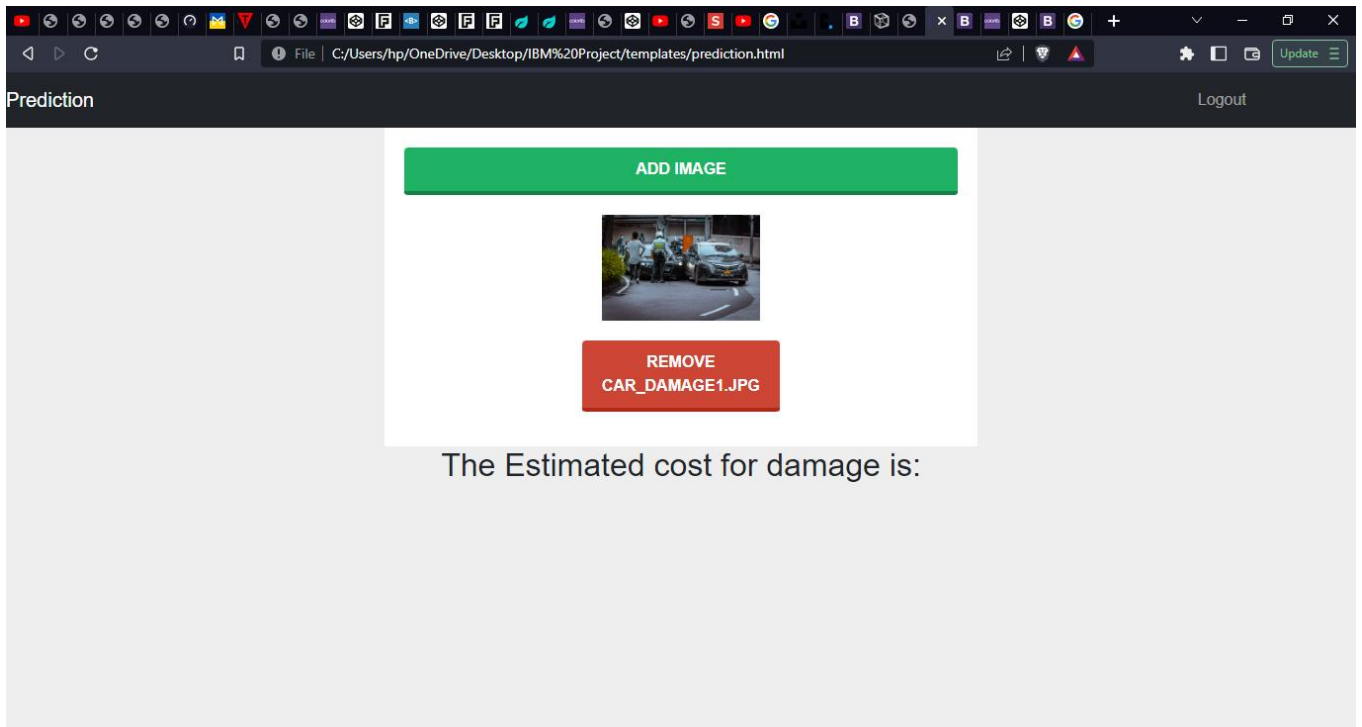 File C:/Users/hp/OneDrive/Desktop/IBM%20Project/templates/prediction.html
Update
Prediction
Logout
ADD IMAGE
REMOVE
CAR_DAMAGE1.JPG
The Estimated cost for damage is: